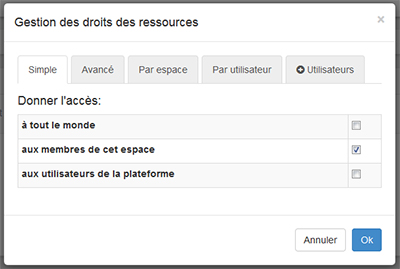 Gestion des droits des ressources
×
Simple Avancé Par espace Par utilisateur Utilisateurs
Donner l'accès:
à tout le monde
aux membres de cet espace
aux utilisateurs de la plateforme
Annuler Ok